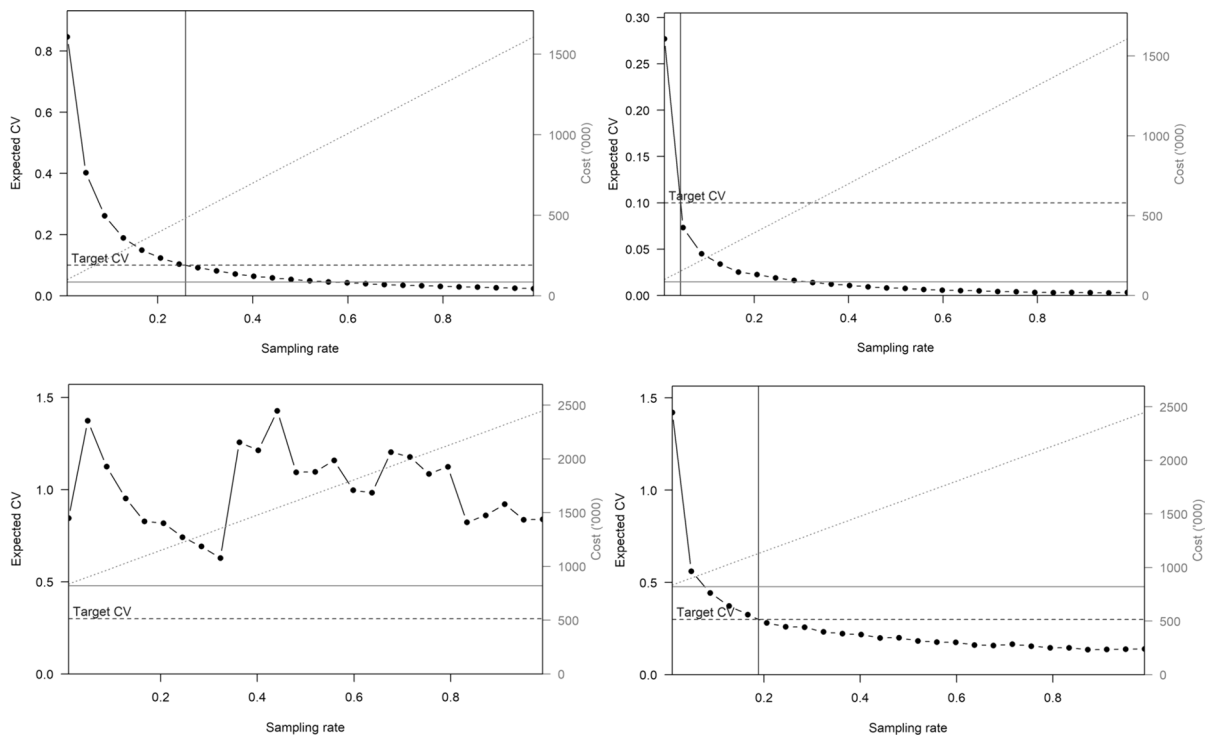 0.8
0.6
0.4
0.2
0.0
Expected CV
Target CV
0.2 0.4 0.6 0.8
Sampling rate
1500
1000
500
0
Cost ('000)
0.30
0.25
0.20
0.15
0.10
0.05
0.00
Expected CV
Target CV
0.2 0.4 0.6 0.8
Sampling rate
1500
1000
500
0
Cost ('000)
1.5
1.0
0.5
0.0
Expected CV
Target CV
0.2 0.4 0.6 0.8
Sampling rate
2500
2000
1500
1000
500
0
Cost ('000)
1.5
1.0
0.5
0.0
Expected CV
Target CV
0.2 0.4 0.6 0.8
Sampling rate
2500
2000
1500
1000
500
0
Cost ('000)